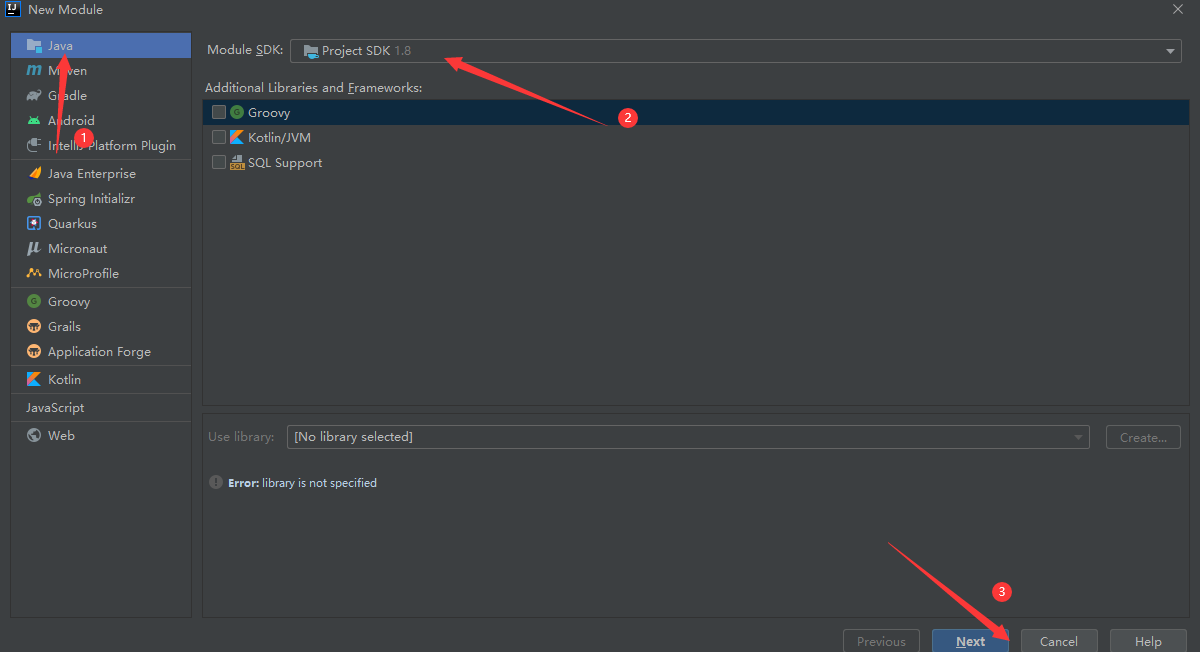 New Module
Java
Module SDK: Project SDK 1.8
Maven
Additional Libraries and Frameworks:
Gradle
Groovy
2
Android
1
Kotlin/JVM
IntelliJ Platform Plugin
SQL
SQL Support
Java Enterprise
Spring Initializr
Quarkus
Micronaut
MicroProfile
Groovy
Grails
Application Forge
Kotlin
JavaScript
Web
Use library: [No library selected] Create...
Error: library is not specified
3
Previous Next Cancel Help